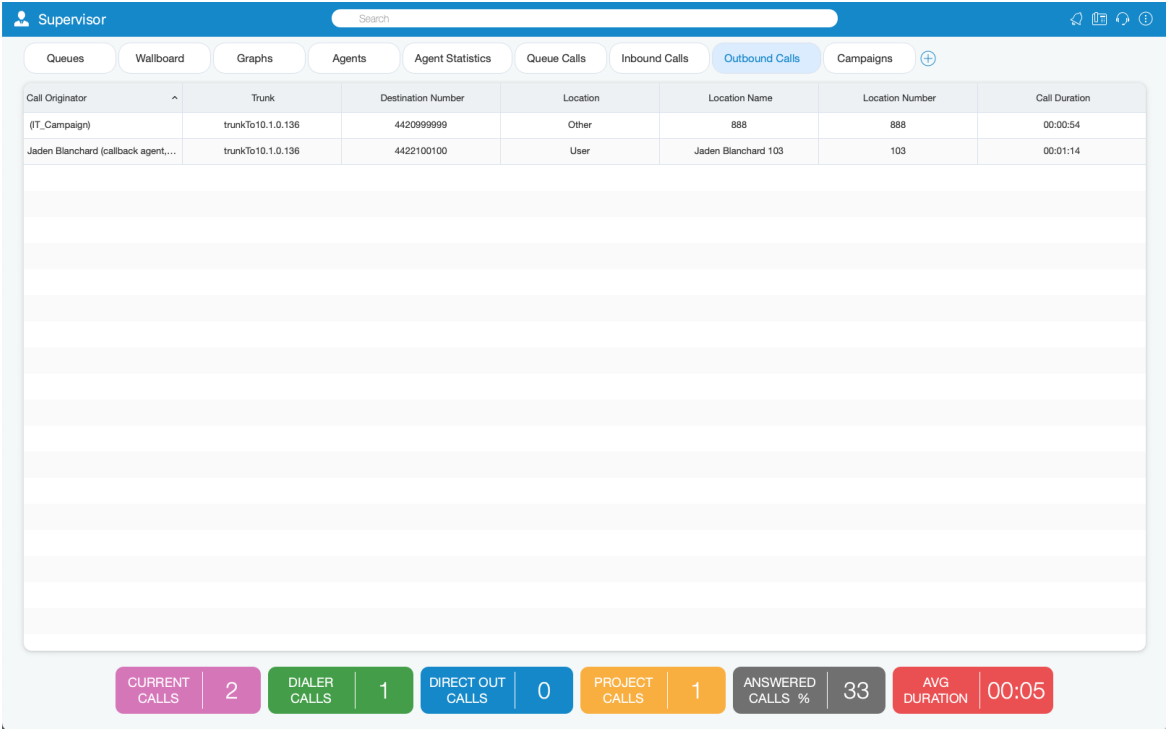 Supervisor
Search
Queues Wallboard Graphs Agents Agent Statistics Queue Calls Inbound Calls Outbound Calls Campaigns
Call Originator Trunk Destination Number Location Location Name Location Number Call Duration
(IT_Campaign) trunkTo10.1.0.136 4420999999 Other 888 888 00:00:54
Jaden Blanchard (callback agent,... trunkTo10.1.0.136 4422100100 User Jaden Blanchard 103 103 00:01:14
CURRENT CALLS 2
DIALER CALLS 1
DIRECT OUT CALLS 0
PROJECT CALLS 1
ANSWERED CALLS % 33
AVG DURATION 00:05